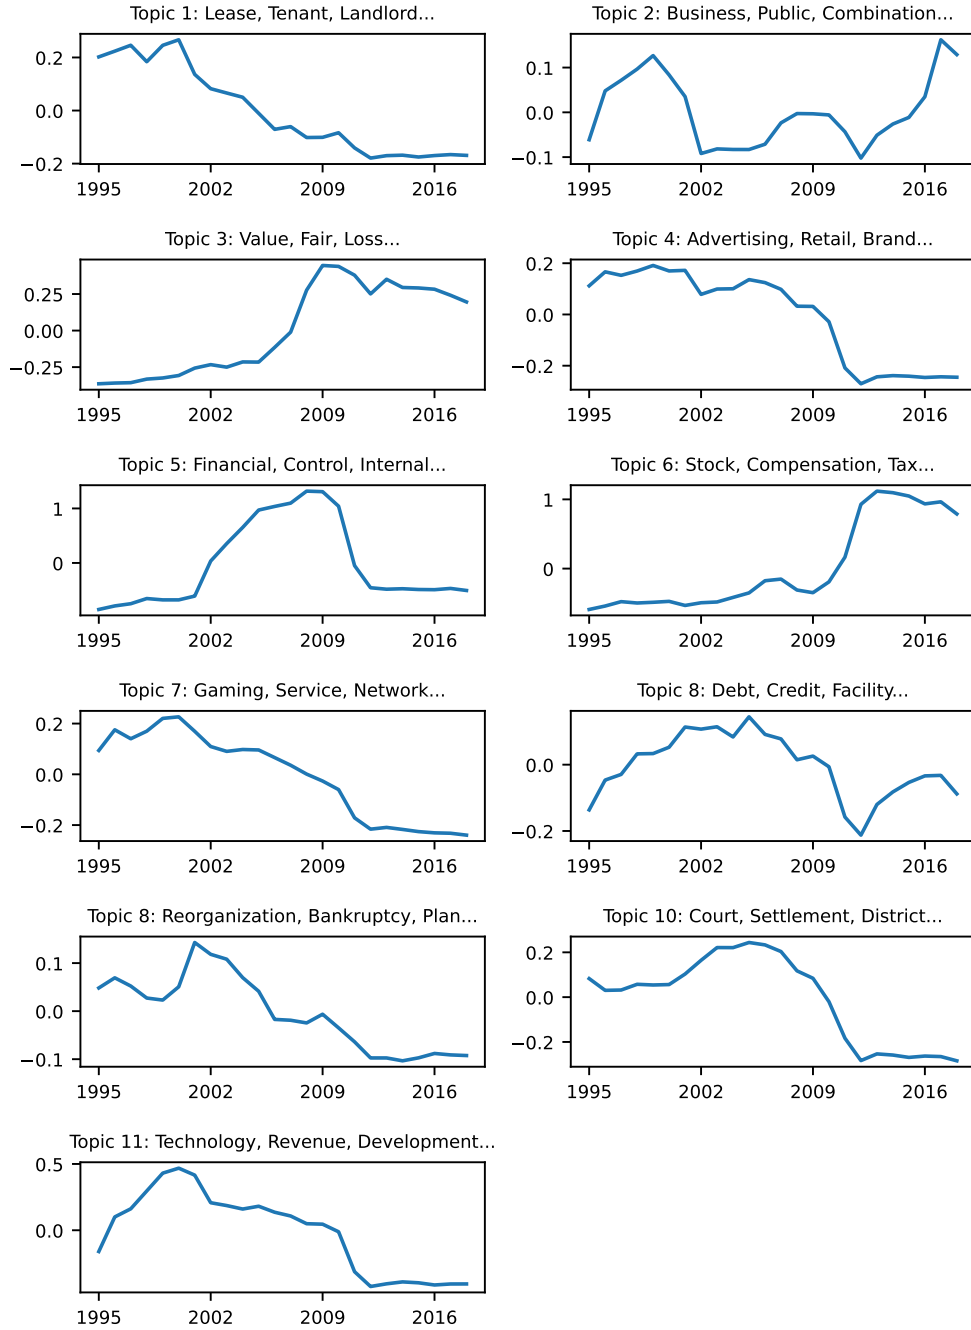 Topic 1: Lease, Tenant, Landlord...
0.2
0.0
−0.2
1995 2002 2009 2016
Topic 2: Business, Public, Combination...
0.1
0.0
−0.1
1995 2002 2009 2016
Topic 3: Value, Fair, Loss...
0.25
0.00
−0.25
1995 2002 2009 2016
Topic 4: Advertising, Retail, Brand...
0.2
0.0
−0.2
1995 2002 2009 2016
Topic 5: Financial, Control, Internal...
1
0
1995 2002 2009 2016
Topic 6: Stock, Compensation, Tax...
1
0
1995 2002 2009 2016
Topic 7: Gaming, Service, Network...
0.2
0.0
−0.2
1995 2002 2009 2016
Topic 8: Debt, Credit, Facility...
0.0
−0.2
1995 2002 2009 2016
Topic 8: Reorganization, Bankruptcy, Plan...
0.1
0.0
−0.1
1995 2002 2009 2016
Topic 10: Court, Settlement, District...
0.2
0.0
−0.2
1995 2002 2009 2016
Topic 11: Technology, Revenue, Development...
0.5
0.0
1995 2002 2009 2016